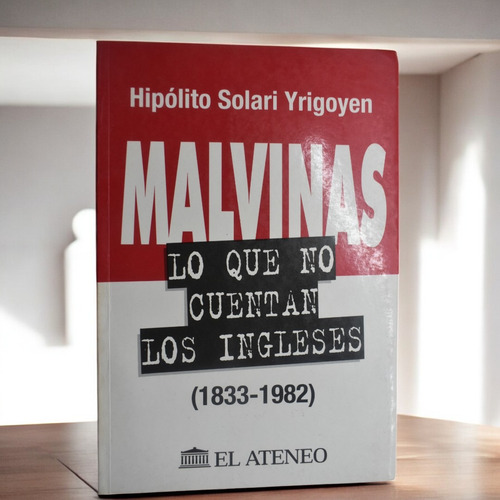 Hipólito Solari Yrigoyen
MALVINAS
LO QUE NO
CUENTAN
LOS INGLESES
(1833-1982)
EL ATENEO